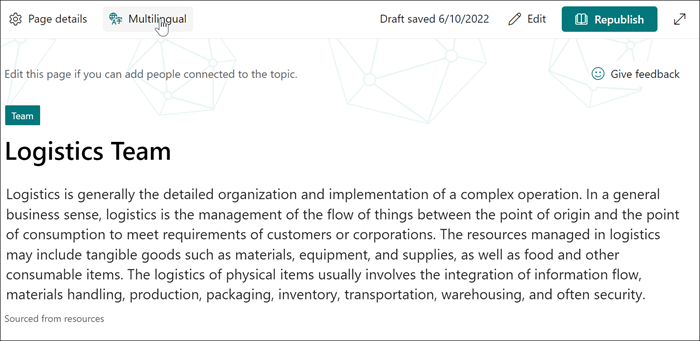 Page details Multilingual Draft saved 6/10/2022 Edit Republish
Edit this page if you can add people connected to the topic. Give feedback
Team
Logistics Team
Logistics is generally the detailed organization and implementation of a complex operation. In a general
business sense, logistics is the management of the flow of things between the point of origin and the point
of consumption to meet requirements of customers or corporations. The resources managed in logistics
may include tangible goods such as materials, equipment, and supplies, as well as food and other
consumable items. The logistics of physical items usually involves the integration of information flow,
materials handling, production, packaging, inventory, transportation, warehousing, and often security.
Sourced from resources